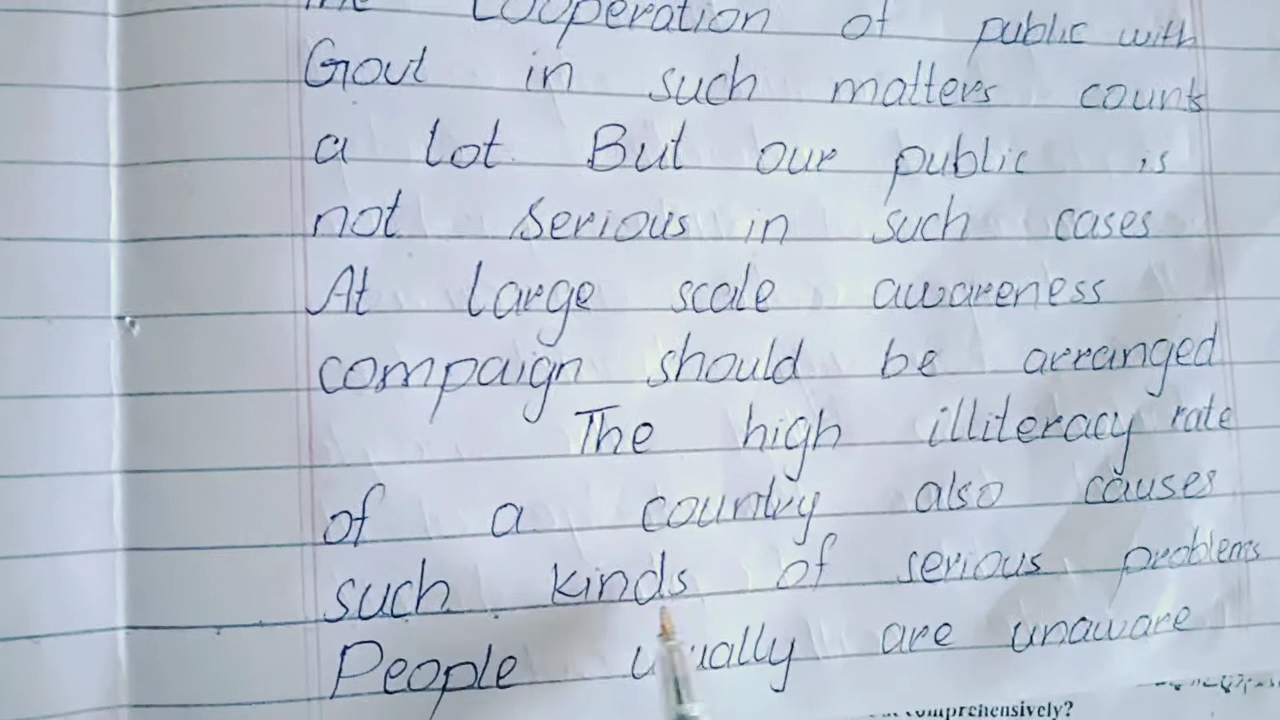 the Cooperation of public with
Govt in such matters counts
a lot. But our public is
not serious in such cases
At large scale awareness
compaign should be arranged
The high illiteracy rate
of a country also causes
such kinds of serious problems
People usually are unaware
comprehensively?